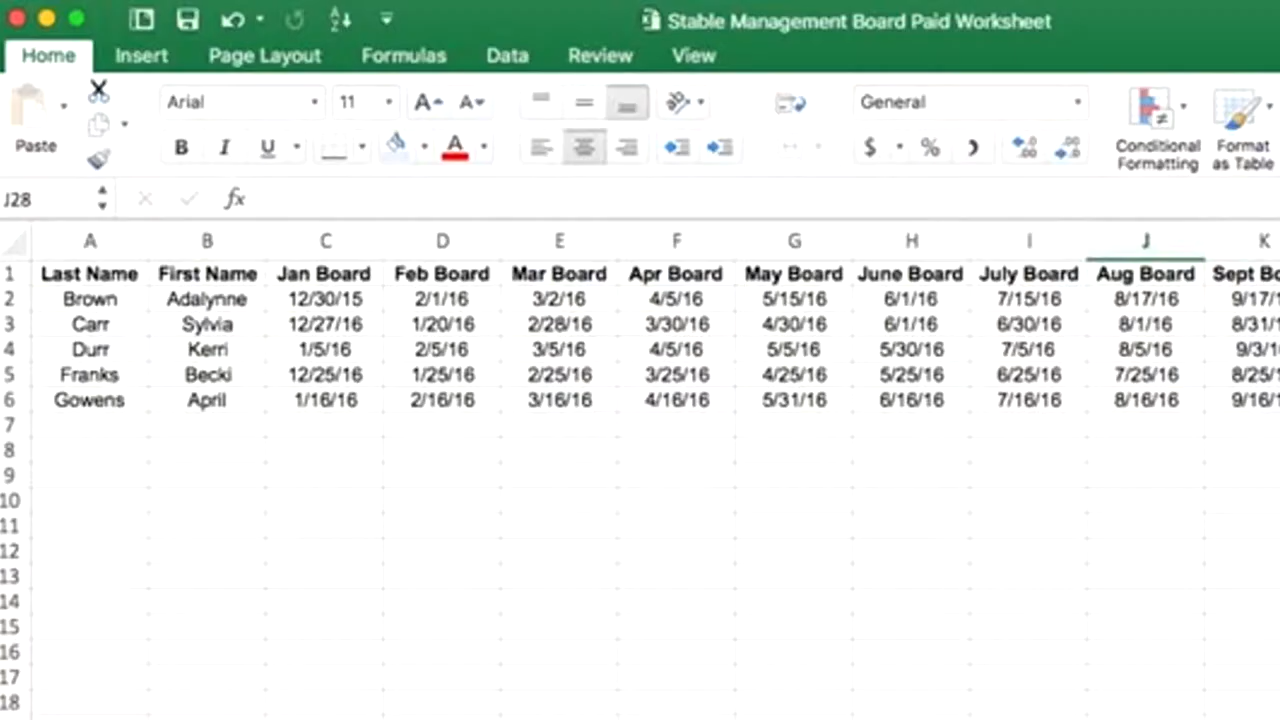 Stable Management Board Paid Worksheet
Home Insert Page Layout Formulas Data Review View
Arial 11 A A General
Paste B I U A $ % Conditional Formatting Format as Table
J28 fx
A B C D E F G H I J K
1 Last Name First Name Jan Board Feb Board Mar Board Apr Board May Board June Board July Board Aug Board Sept Bo
2 Brown Adalynne 12/30/15 2/1/16 3/2/16 4/5/16 5/15/16 6/1/16 7/15/16 8/17/16 9/17/1
3 Carr Sylvia 12/27/16 1/20/16 2/28/16 3/30/16 4/30/16 6/1/16 6/30/16 8/1/16 8/31/1
4 Durr Kerri 1/5/16 2/5/16 3/5/16 4/5/16 5/5/16 5/30/16 7/5/16 8/5/16 9/3/1
5 Franks Becki 12/25/16 1/25/16 2/25/16 3/25/16 4/25/16 5/25/16 6/25/16 7/25/16 8/25/1
6 Gowens April 1/16/16 2/16/16 3/16/16 4/16/16 5/31/16 6/16/16 7/16/16 8/16/16 9/16/1
7
8
9
10
11
12
13
14
15
16
17
18